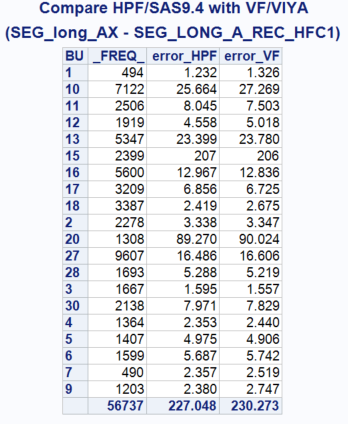 Compare HPF/SAS9.4 with VF/VIYA
(SEG_long_AX - SEG_LONG_A_REC_HFC1)
BU _FREQ_ error_HPF error_VF
1 494 1.232 1.326
10 7122 25.664 27.269
11 2506 8.045 7.503
12 1919 4.558 5.018
13 5347 23.399 23.780
15 2399 207 206
16 5600 12.967 12.836
17 3209 6.856 6.725
18 3387 2.419 2.675
2 2278 3.338 3.347
20 1308 89.270 90.024
27 9607 16.486 16.606
28 1693 5.288 5.219
3 1667 1.595 1.557
30 2138 7.971 7.829
4 1364 2.353 2.440
5 1407 4.975 4.906
6 1599 5.687 5.742
7 490 2.357 2.519
9 1203 2.380 2.747
56737 227.048 230.273